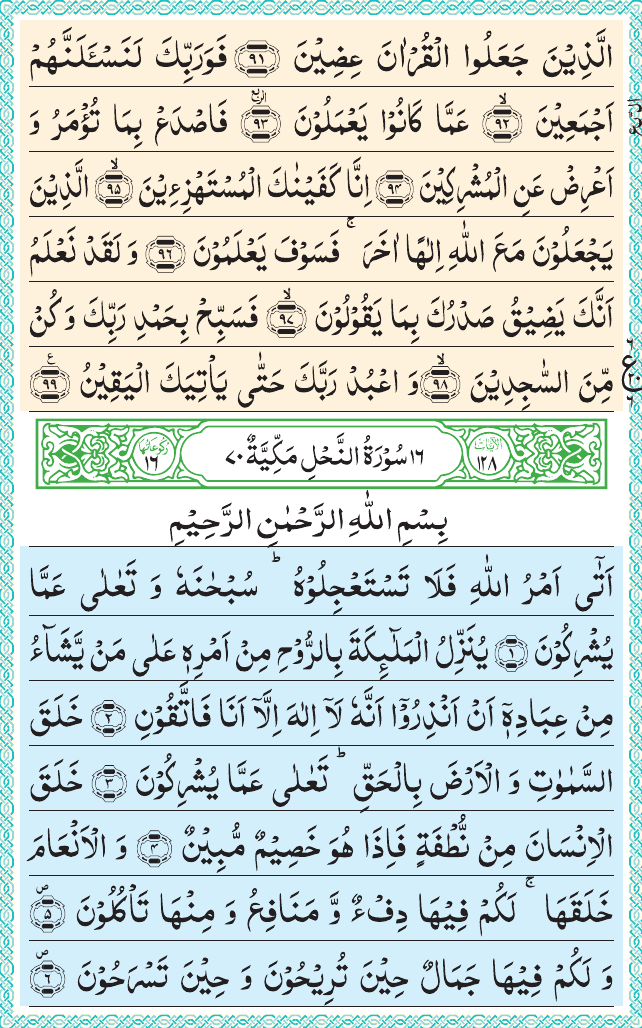 الَّذِيْنَ جَعَلُوا الْقُرْاٰنَ عِضِيْنَ ۝٩١ فَوَرَبِّكَ لَنَسْـَٔلَنَّهُمْ
اَجْمَعِيْنَ ۙ۝٩٢ عَمَّا كَانُوْا يَعْمَلُوْنَ ۝٩٣ الربع فَاصْدَعْ بِمَا تُؤْمَرُ وَ
اَعْرِضْ عَنِ الْمُشْرِكِيْنَ ۝٩٤ اِنَّا كَفَيْنٰكَ الْمُسْتَهْزِءِيْنَ ۙ۝٩٥ الَّذِيْنَ
يَجْعَلُوْنَ مَعَ اللّٰهِ اِلٰهًا اٰخَرَ ۚ فَسَوْفَ يَعْلَمُوْنَ ۝٩٦ وَ لَقَدْ نَعْلَمُ
اَنَّكَ يَضِيْقُ صَدْرُكَ بِمَا يَقُوْلُوْنَ ۙ۝٩٧ فَسَبِّحْ بِحَمْدِ رَبِّكَ وَ كُنْ
مِّنَ السّٰجِدِيْنَ ۙ۝٩٨ وَ اعْبُدْ رَبَّكَ حَتّٰى يَاْتِيَكَ الْيَقِيْنُ ۝٩٩ ع
اٰیَاتُهَا ١٢٨ ١٦ سُوْرَةُ النَّحْلِ مَكِّيَّةٌ ٧٠ رُكُوْعَاتُهَا ١٦
بِسْمِ اللّٰهِ الرَّحْمٰنِ الرَّحِيْمِ
اَتٰۤى اَمْرُ اللّٰهِ فَلَا تَسْتَعْجِلُوْهُ ؕ سُبْحٰنَهٗ وَ تَعٰلٰى عَمَّا
يُشْرِكُوْنَ ۝١ يُنَزِّلُ الْمَلٰٓئِكَةَ بِالرُّوْحِ مِنْ اَمْرِهٖ عَلٰى مَنْ يَّشَآءُ
مِنْ عِبَادِهٖۤ اَنْ اَنْذِرُوْۤا اَنَّهٗ لَاۤ اِلٰهَ اِلَّاۤ اَنَا فَاتَّقُوْنِ ۝٢ خَلَقَ
السَّمٰوٰتِ وَ الْاَرْضَ بِالْحَقِّ ؕ تَعٰلٰى عَمَّا يُشْرِكُوْنَ ۝٣ خَلَقَ
الْاِنْسَانَ مِنْ نُّطْفَةٍ فَاِذَا هُوَ خَصِيْمٌ مُّبِيْنٌ ۝٤ وَ الْاَنْعَامَ
خَلَقَهَا ۚ لَكُمْ فِيْهَا دِفْءٌ وَّ مَنَافِعُ وَ مِنْهَا تَاْكُلُوْنَ ۪۝٥
وَ لَكُمْ فِيْهَا جَمَالٌ حِيْنَ تُرِيْحُوْنَ وَ حِيْنَ تَسْرَحُوْنَ ۪۝٦